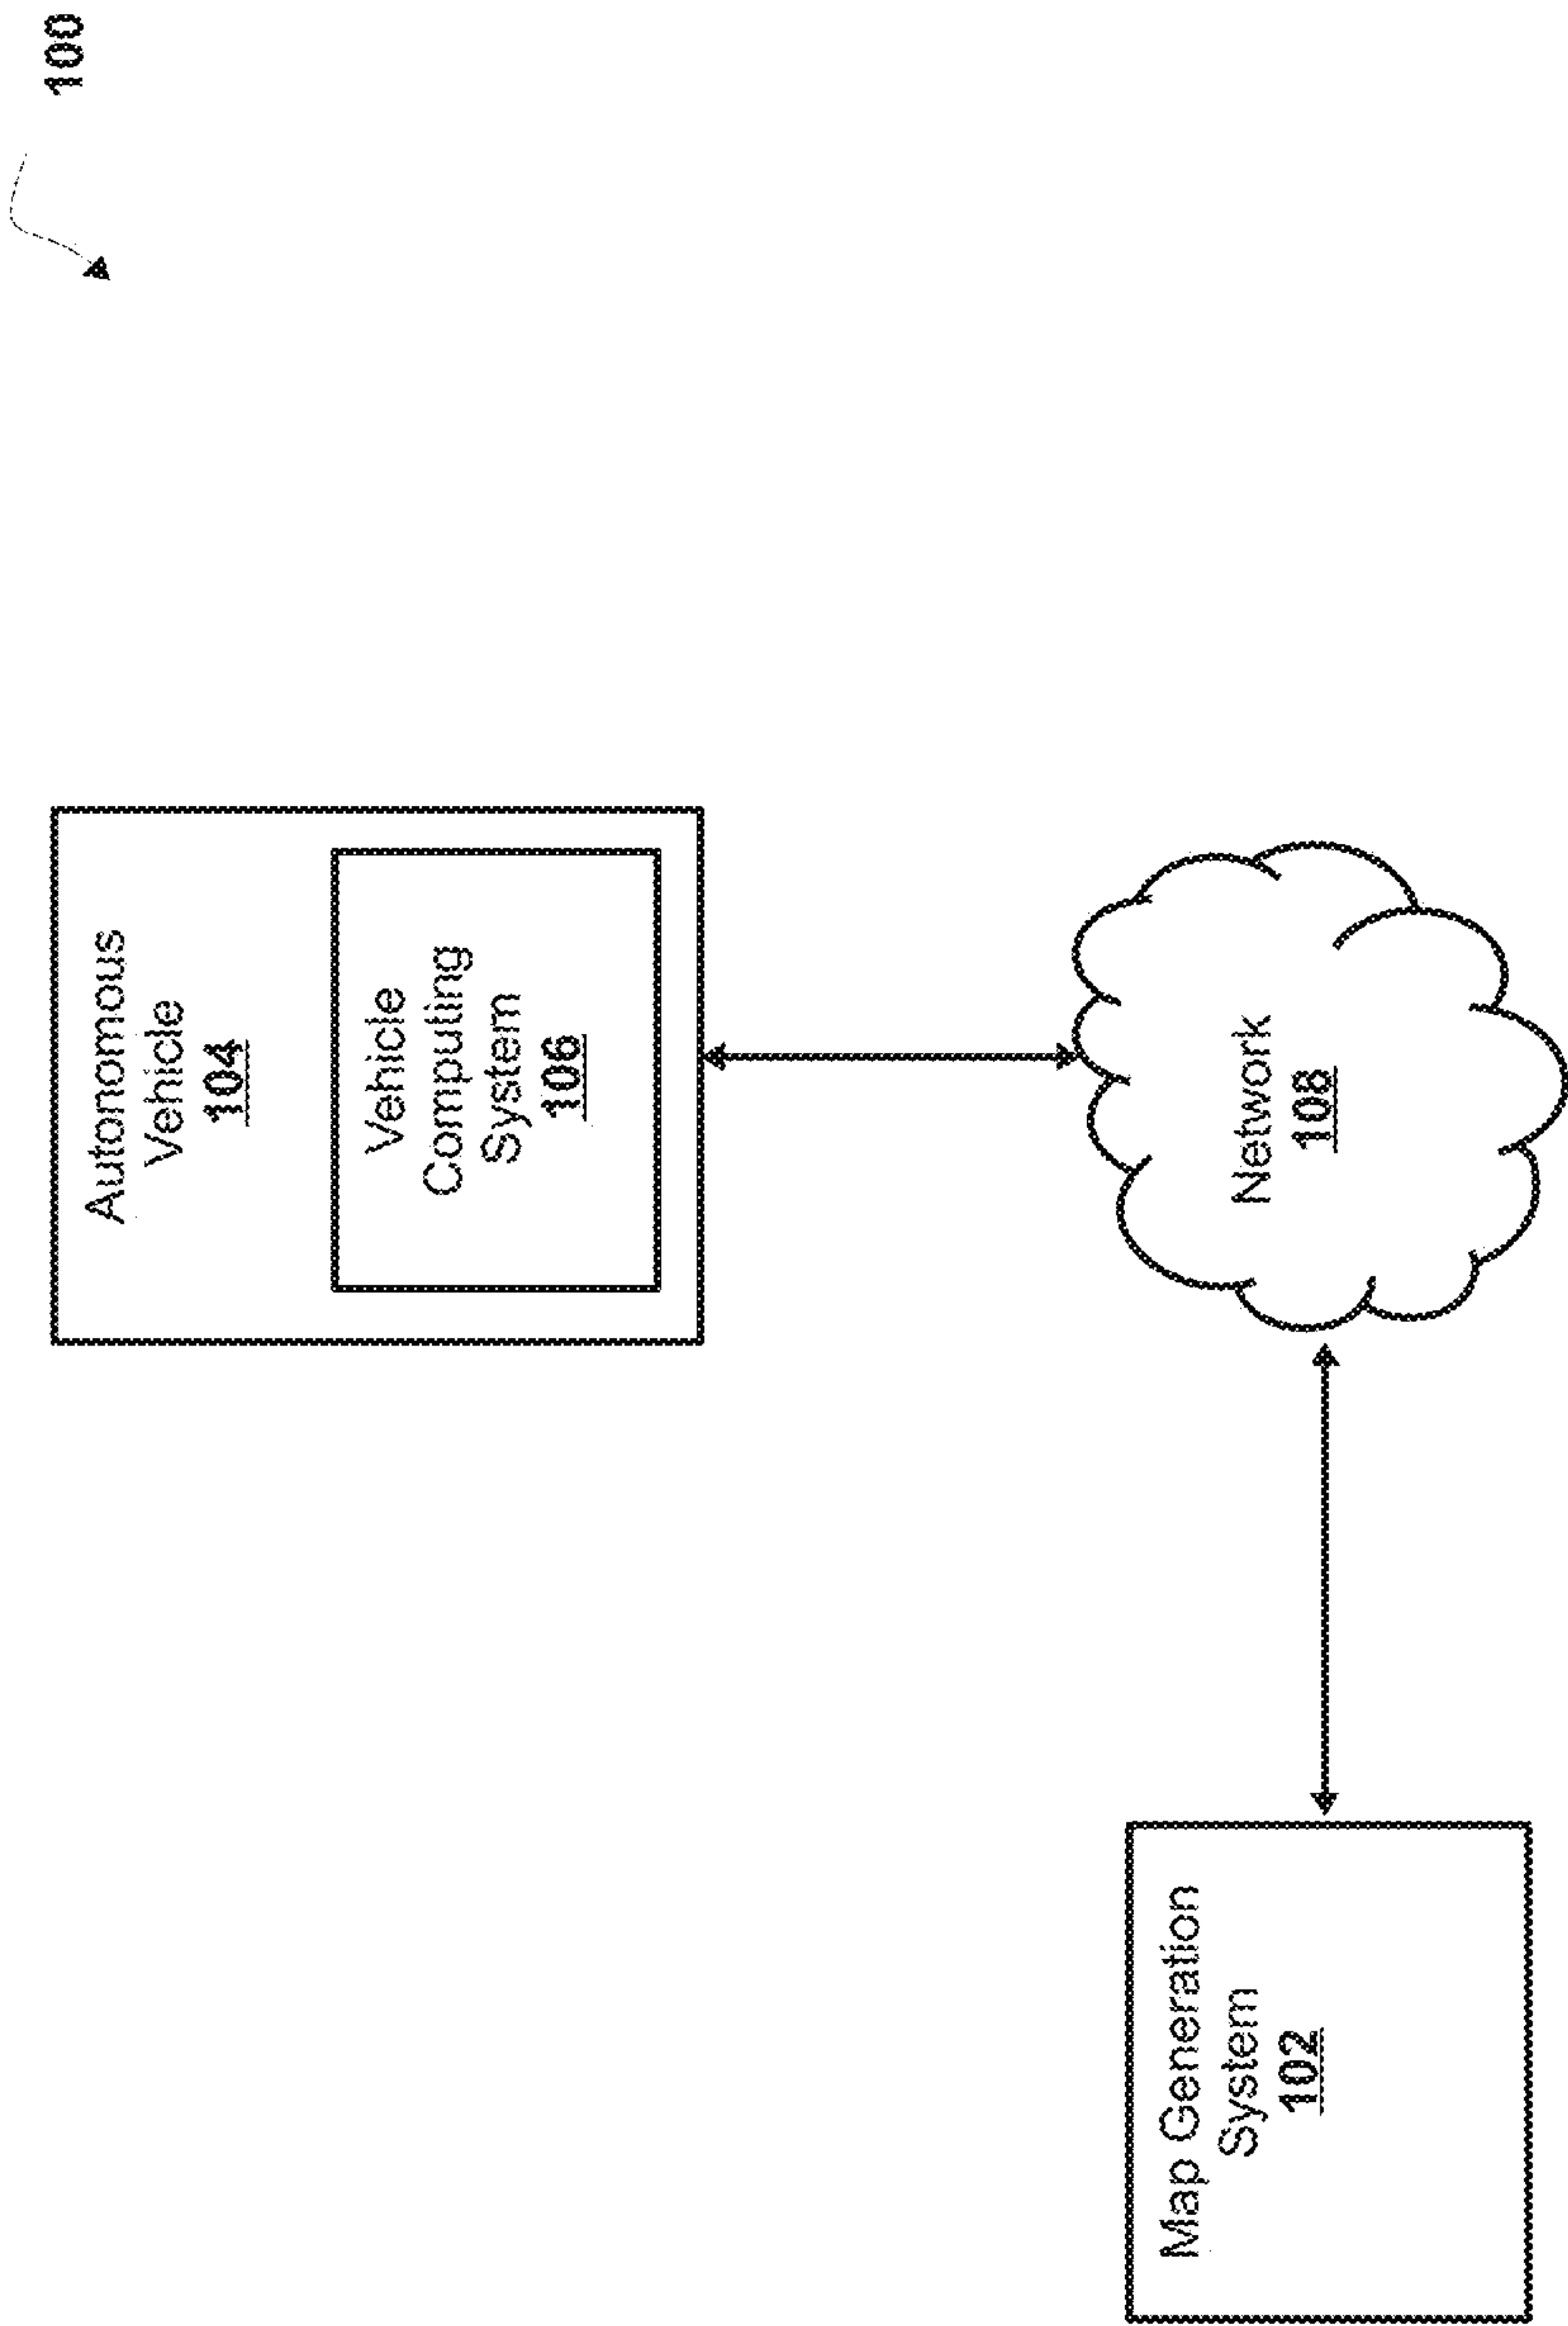 100
Autonomous
Vehicle
104
Vehicle
Computing
System
106
Map Generation
System
102
Network
108